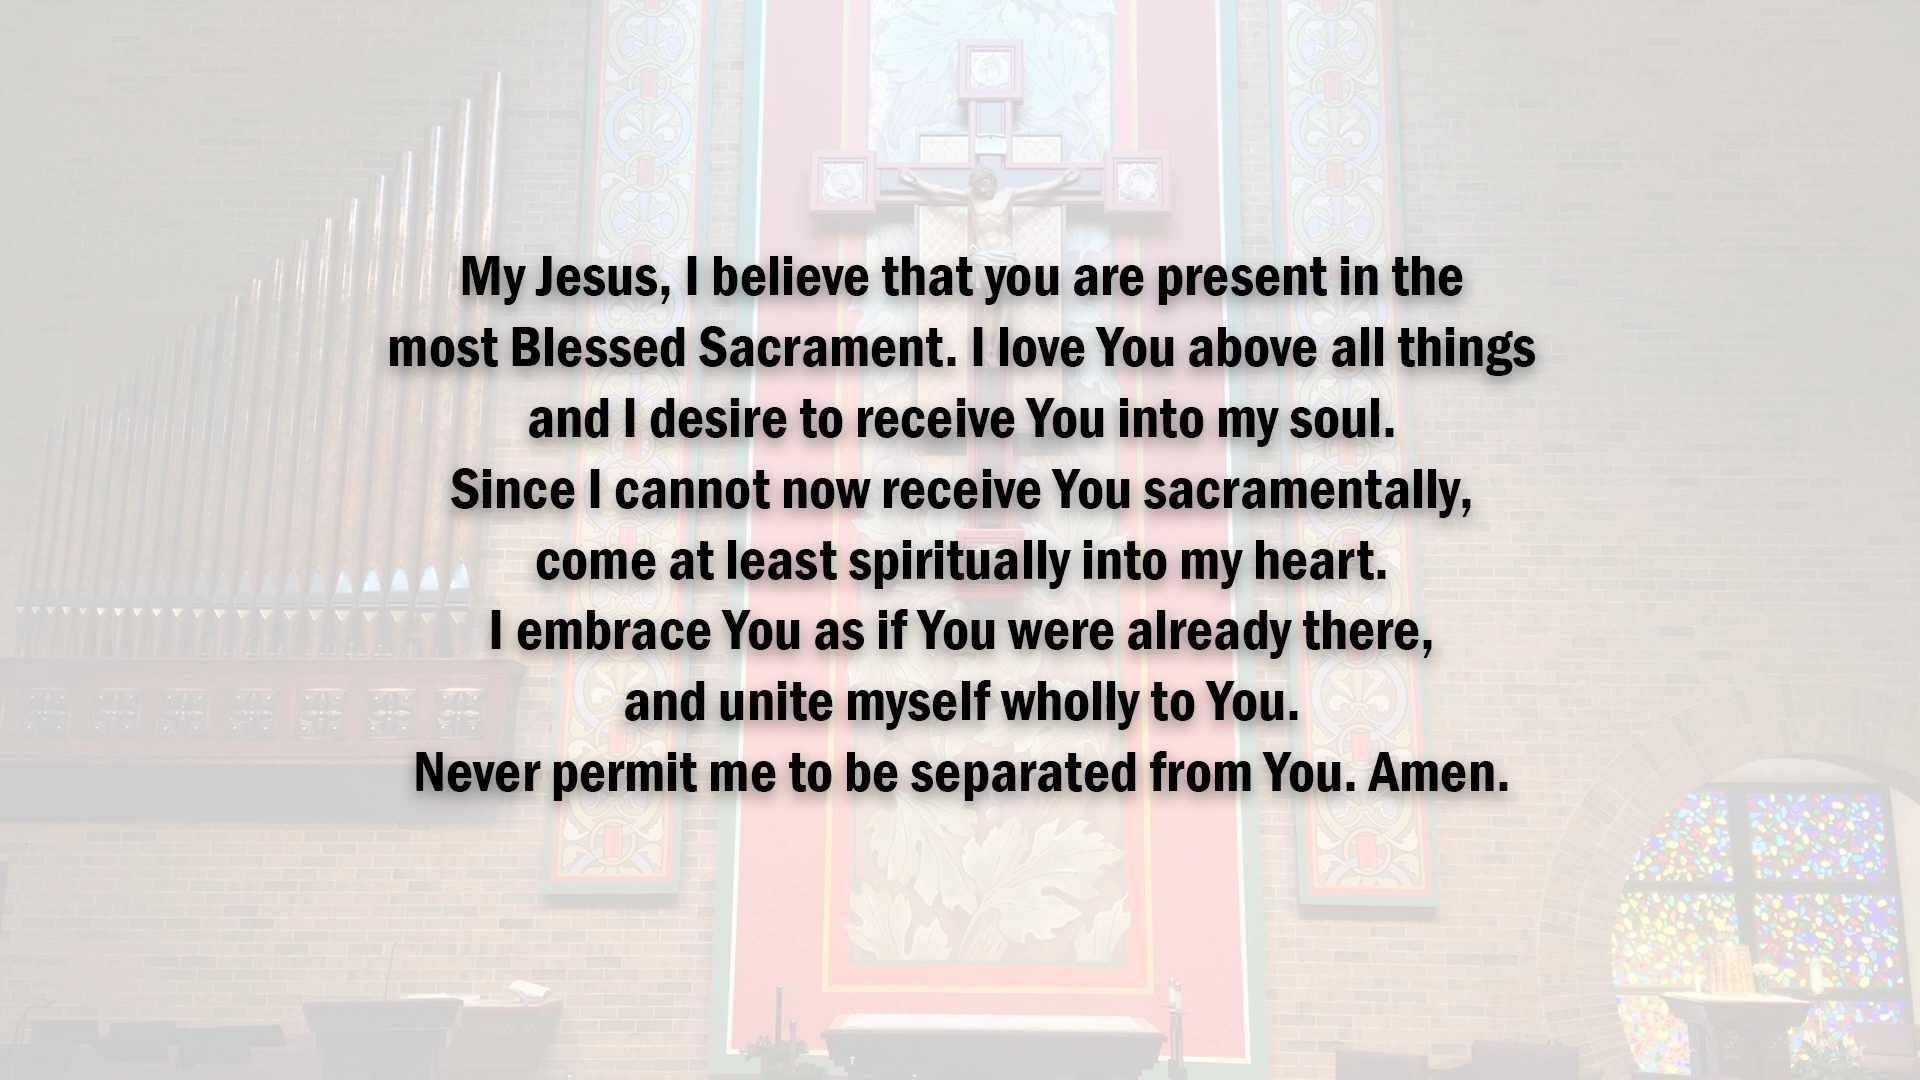 My Jesus, I believe that you are present in the
most Blessed Sacrament. I love You above all things
and I desire to receive You into my soul.
Since I cannot now receive You sacramentally,
come at least spiritually into my heart.
I embrace You as if You were already there,
and unite myself wholly to You.
Never permit me to be separated from You. Amen.